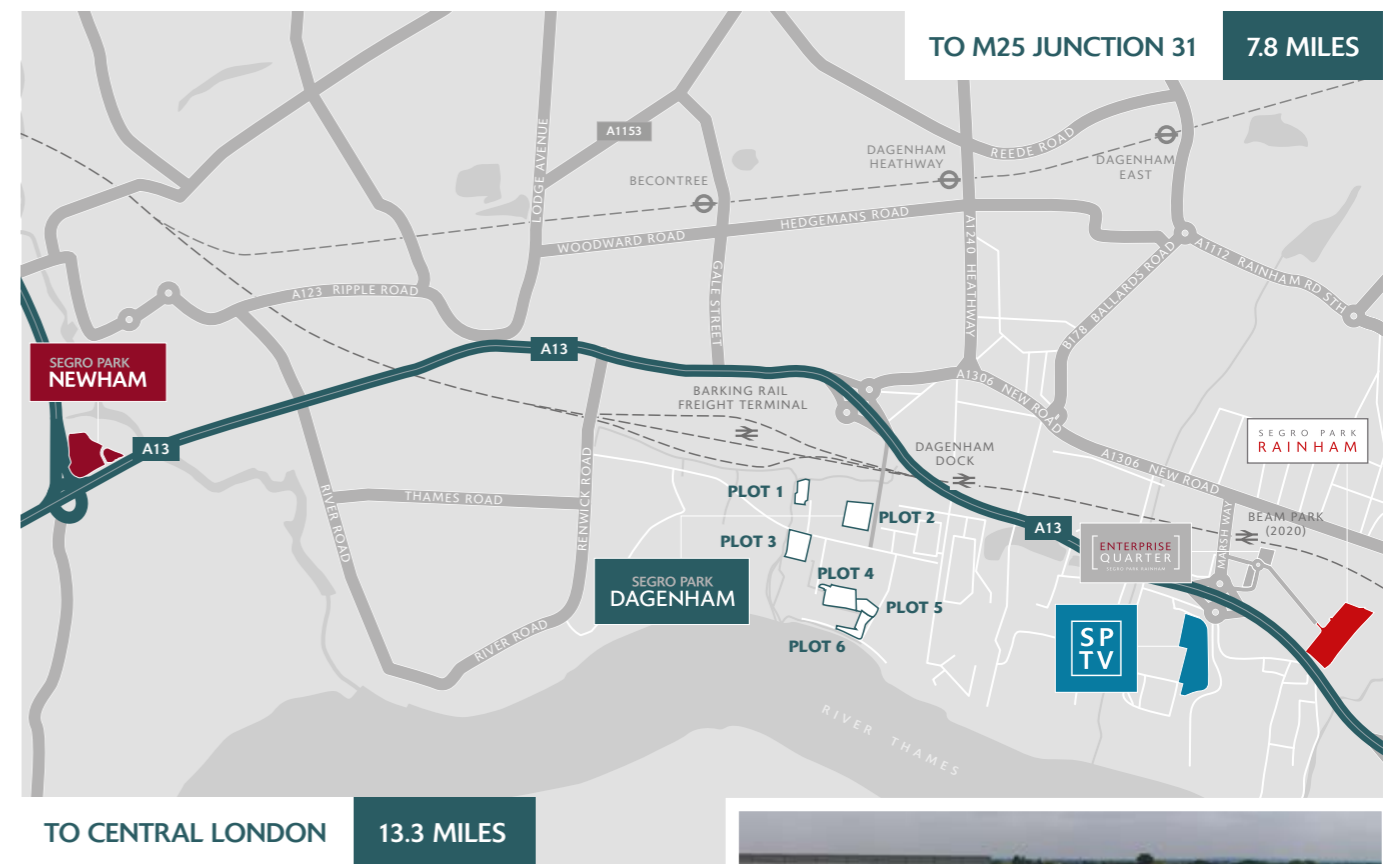 TO M25 JUNCTION 31
7.8 MILES
A1153
LODGE AVENUE
BECONTREE
DAGENHAM
HEATHWAY
REEDE ROAD
DAGENHAM
EAST
WOODWARD ROAD
HEDGEMANS ROAD
GALE STREET
A1240 HEATHWAY
B178 BALLARDS ROAD
A1112 RAINHAM RD STH
A123 RIPPLE ROAD
A13
SEGRO PARK
NEWHAM
A13
BARKING RAIL
FREIGHT TERMINAL
A1306 NEW ROAD
DAGENHAM
DOCK
A1306 NEW ROAD
SEGRO PARK
RAINHAM
RIVER ROAD
THAMES ROAD
RENWICK ROAD
PLOT 1
PLOT 2
PLOT 3
PLOT 4
PLOT 5
PLOT 6
SEGRO PARK
DAGENHAM
RIVER ROAD
A13
ENTERPRISE
QUARTER
SEGRO PARK RAINHAM
MARSH WAY
BEAM PARK
(2020)
SP
TV
RIVER THAMES
TO CENTRAL LONDON
13.3 MILES